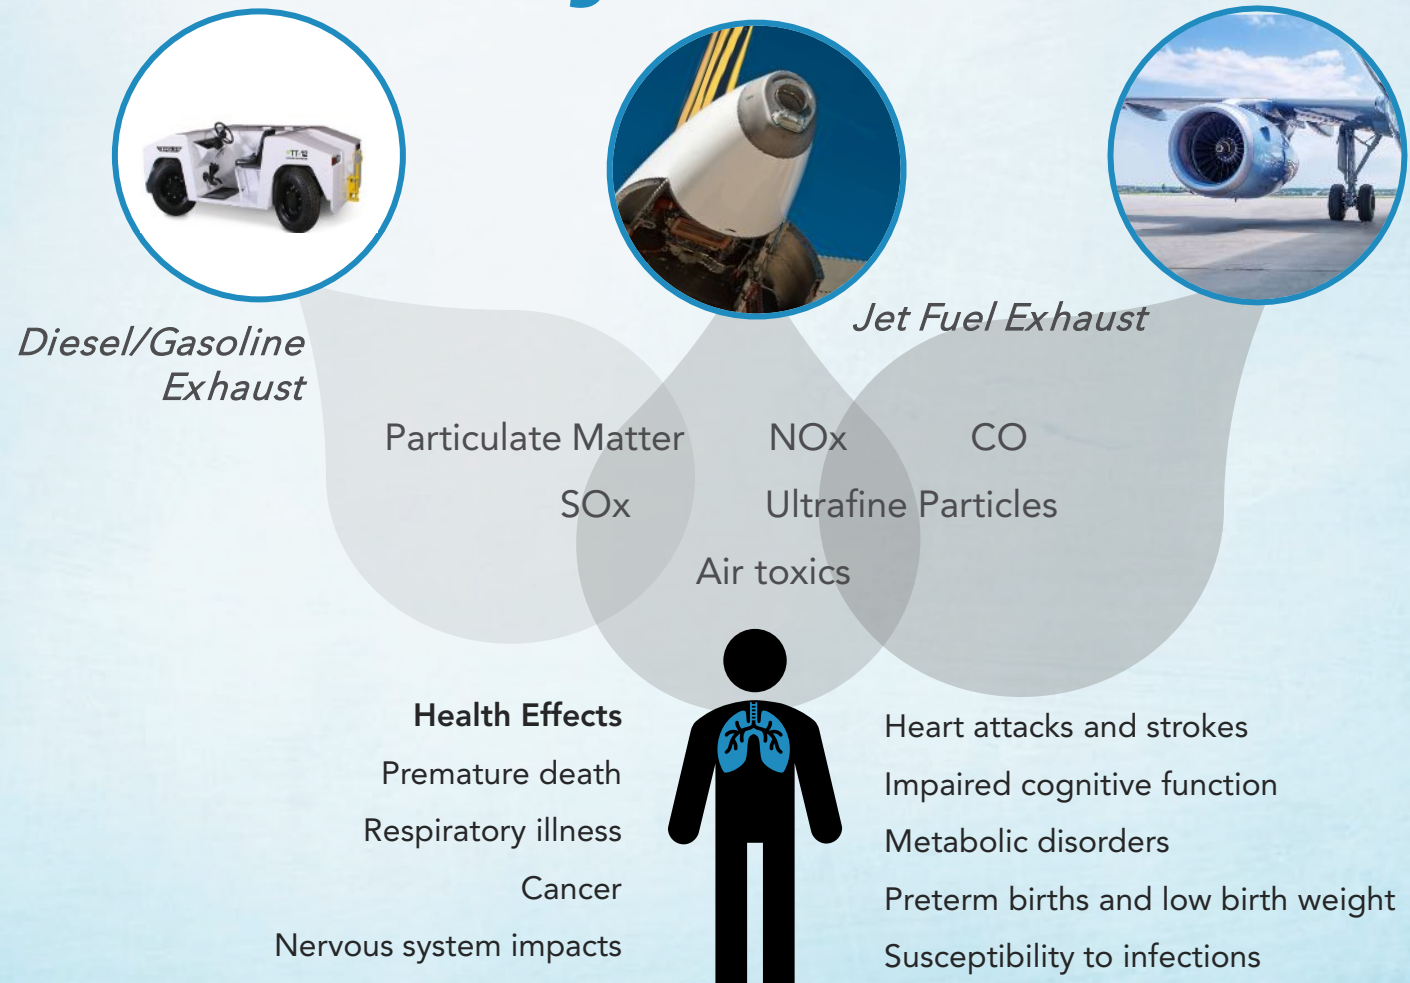 Diesel/Gasoline
Exhaust
Jet Fuel Exhaust
Particulate Matter
NOx
CO
SOx
Ultrafine Particles
Air toxics
Health Effects
Premature death
Respiratory illness
Cancer
Nervous system impacts
Heart attacks and strokes
Impaired cognitive function
Metabolic disorders
Preterm births and low birth weight
Susceptibility to infections